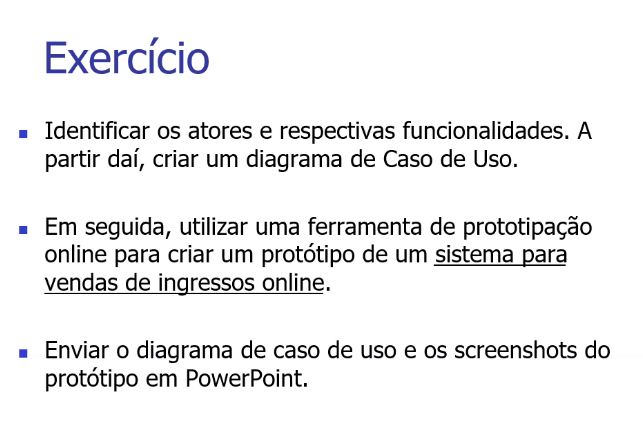 Exercício
Identificar os atores e respectivas funcionalidades. A
partir daí, criar um diagrama de Caso de Uso.
Em seguida, utilizar uma ferramenta de prototipação
online para criar um protótipo de um sistema para
vendas de ingressos online.
Enviar o diagrama de caso de uso e os screenshots do
protótipo em PowerPoint.